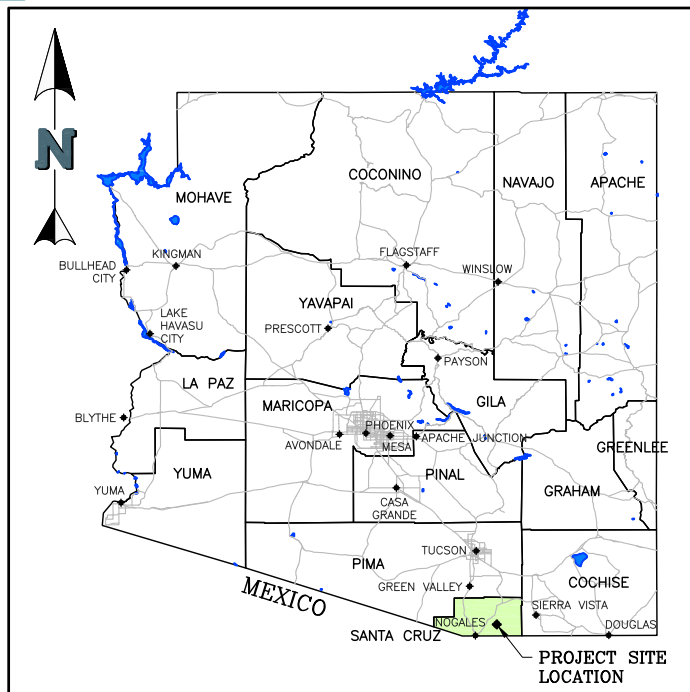 N
COCONINO
NAVAJO
APACHE
MOHAVE
KINGMAN
BULLHEAD
CITY
FLAGSTAFF
WINSLOW
YAVAPAI
LAKE
HAVASU
CITY
PRESCOTT
PAYSON
LA PAZ
MARICOPA
GILA
BLYTHE
PHOENIX
AVONDALE
MESA
APACHE JUNCTION
GREENLEE
YUMA
PINAL
GRAHAM
YUMA
CASA
GRANDE
TUCSON
PIMA
COCHISE
GREEN VALLEY
MEXICO
SIERRA VISTA
NOGALES
DOUGLAS
SANTA CRUZ
PROJECT SITE
LOCATION